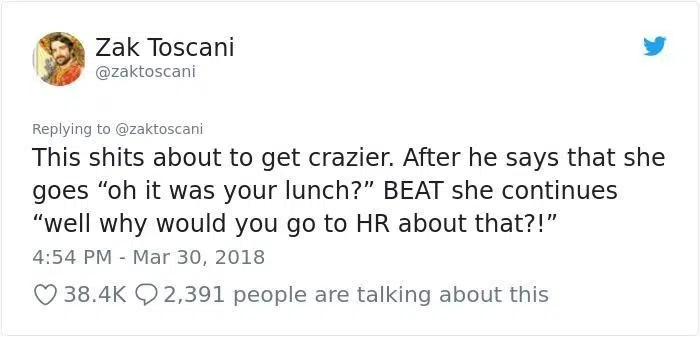 Zak Toscani
@zaktoscani
Replying to @zaktoscani
This shits about to get crazier. After he says that she
goes “oh it was your lunch?” BEAT she continues
“well why would you go to HR about that?!”
4:54 PM - Mar 30, 2018
38.4K 2,391 people are talking about this